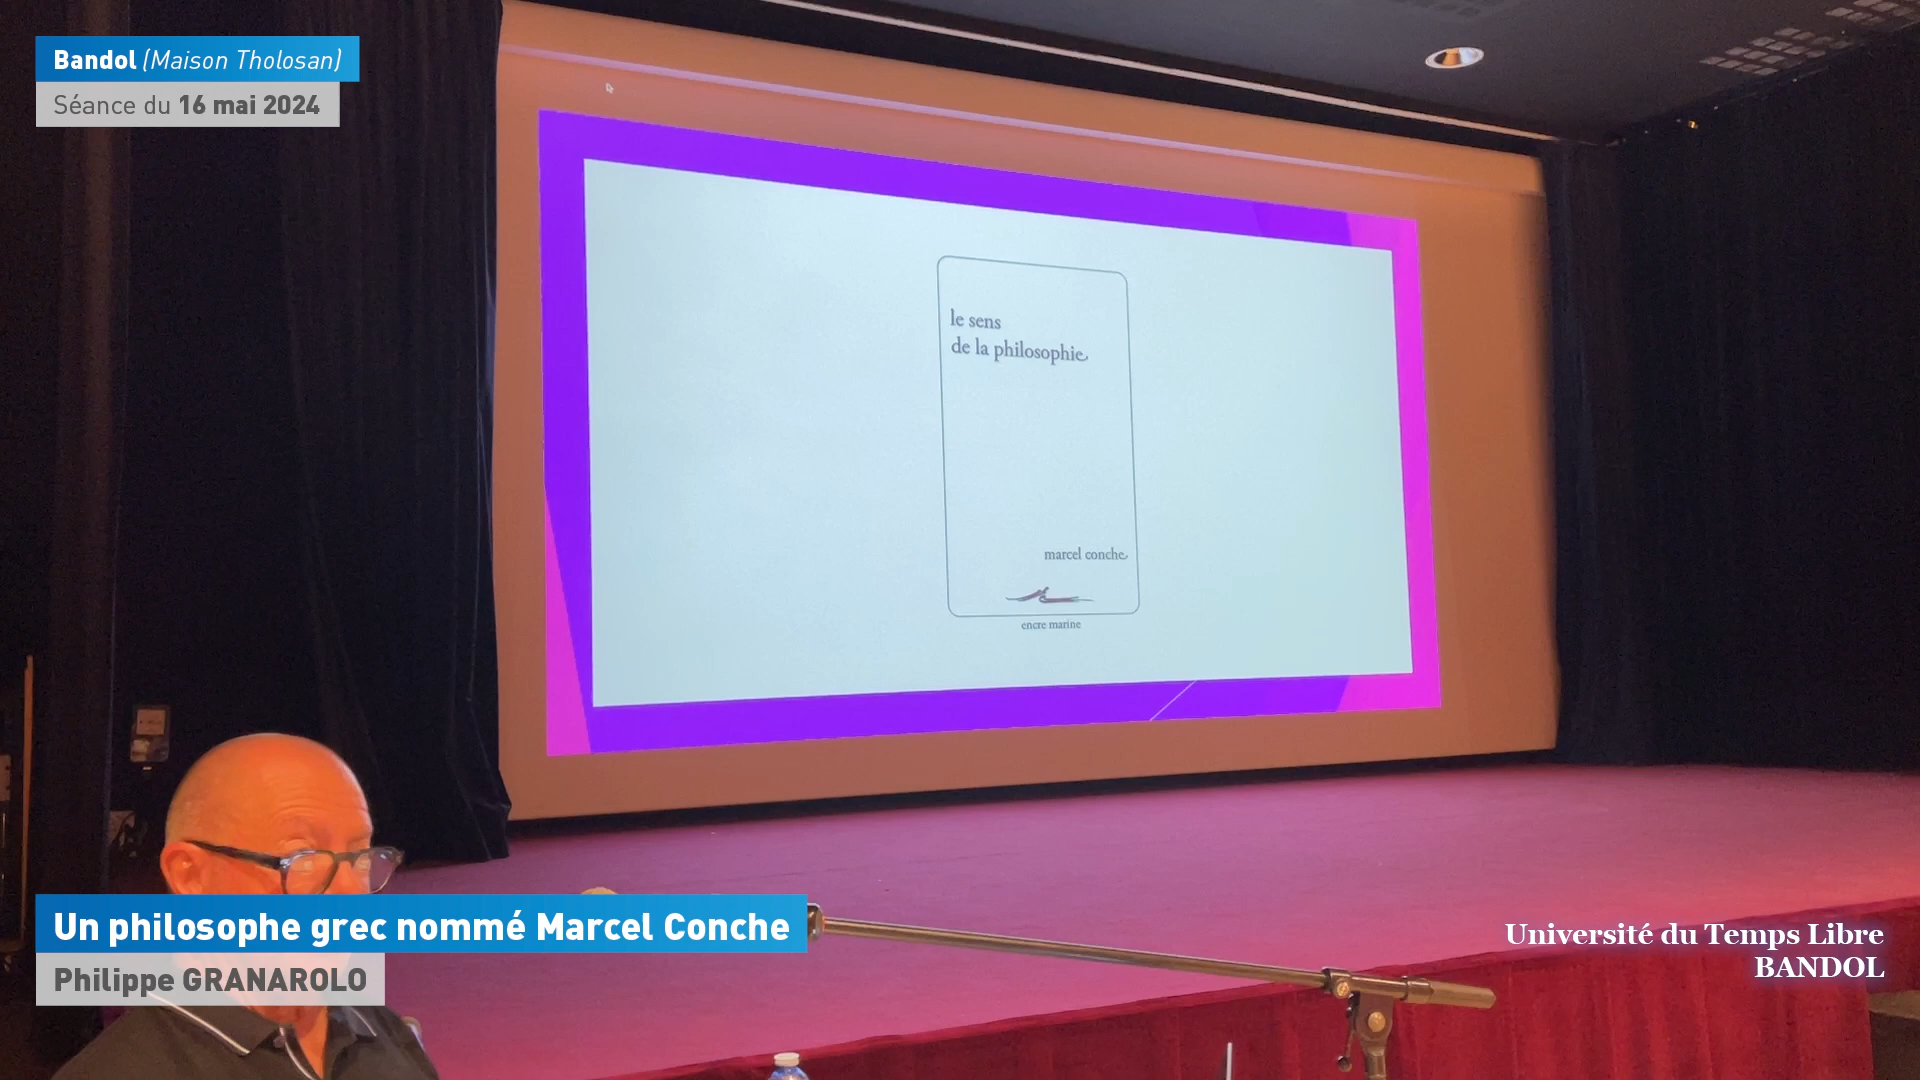 Bandol (Maison Tholosan)
Séance du 16 mai 2024
le sens
de la philosophie
marcel conche
encre marine
Un philosophe grec nommé Marcel Conche
Philippe GRANAROLO
Université du Temps Libre
BANDOL